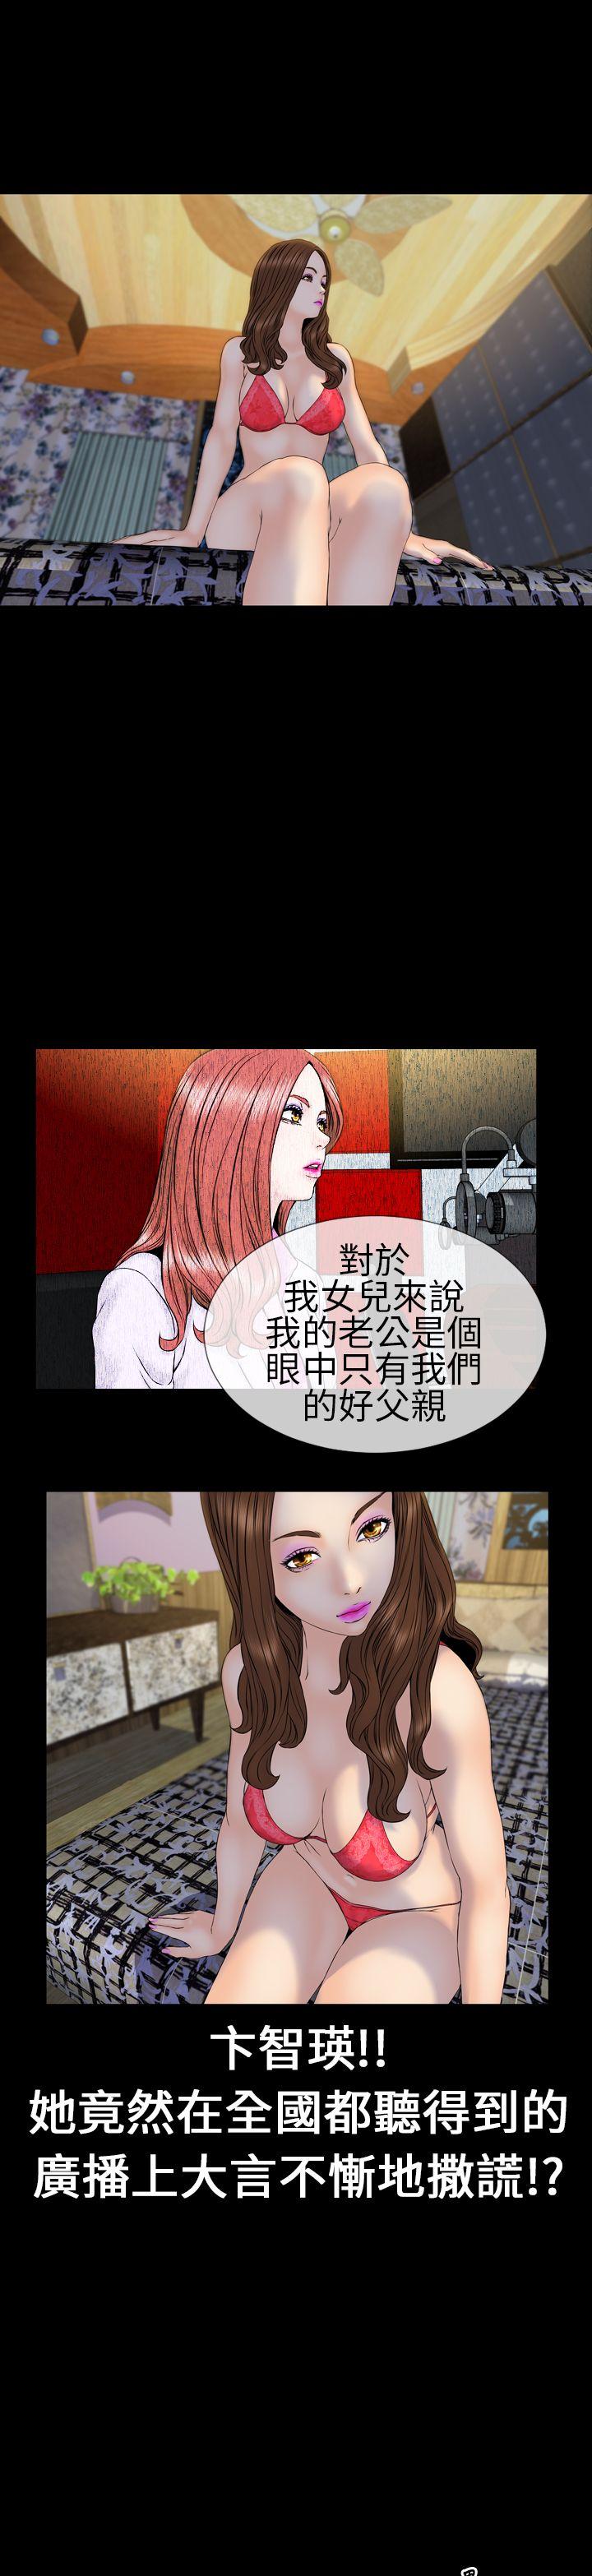 對於
我女兒來說
我的老公是個
眼中只有我們
的好父親
卞智瑛!!
她竟然在全國都聽得到的
廣播上大言不慚地撒謊!?